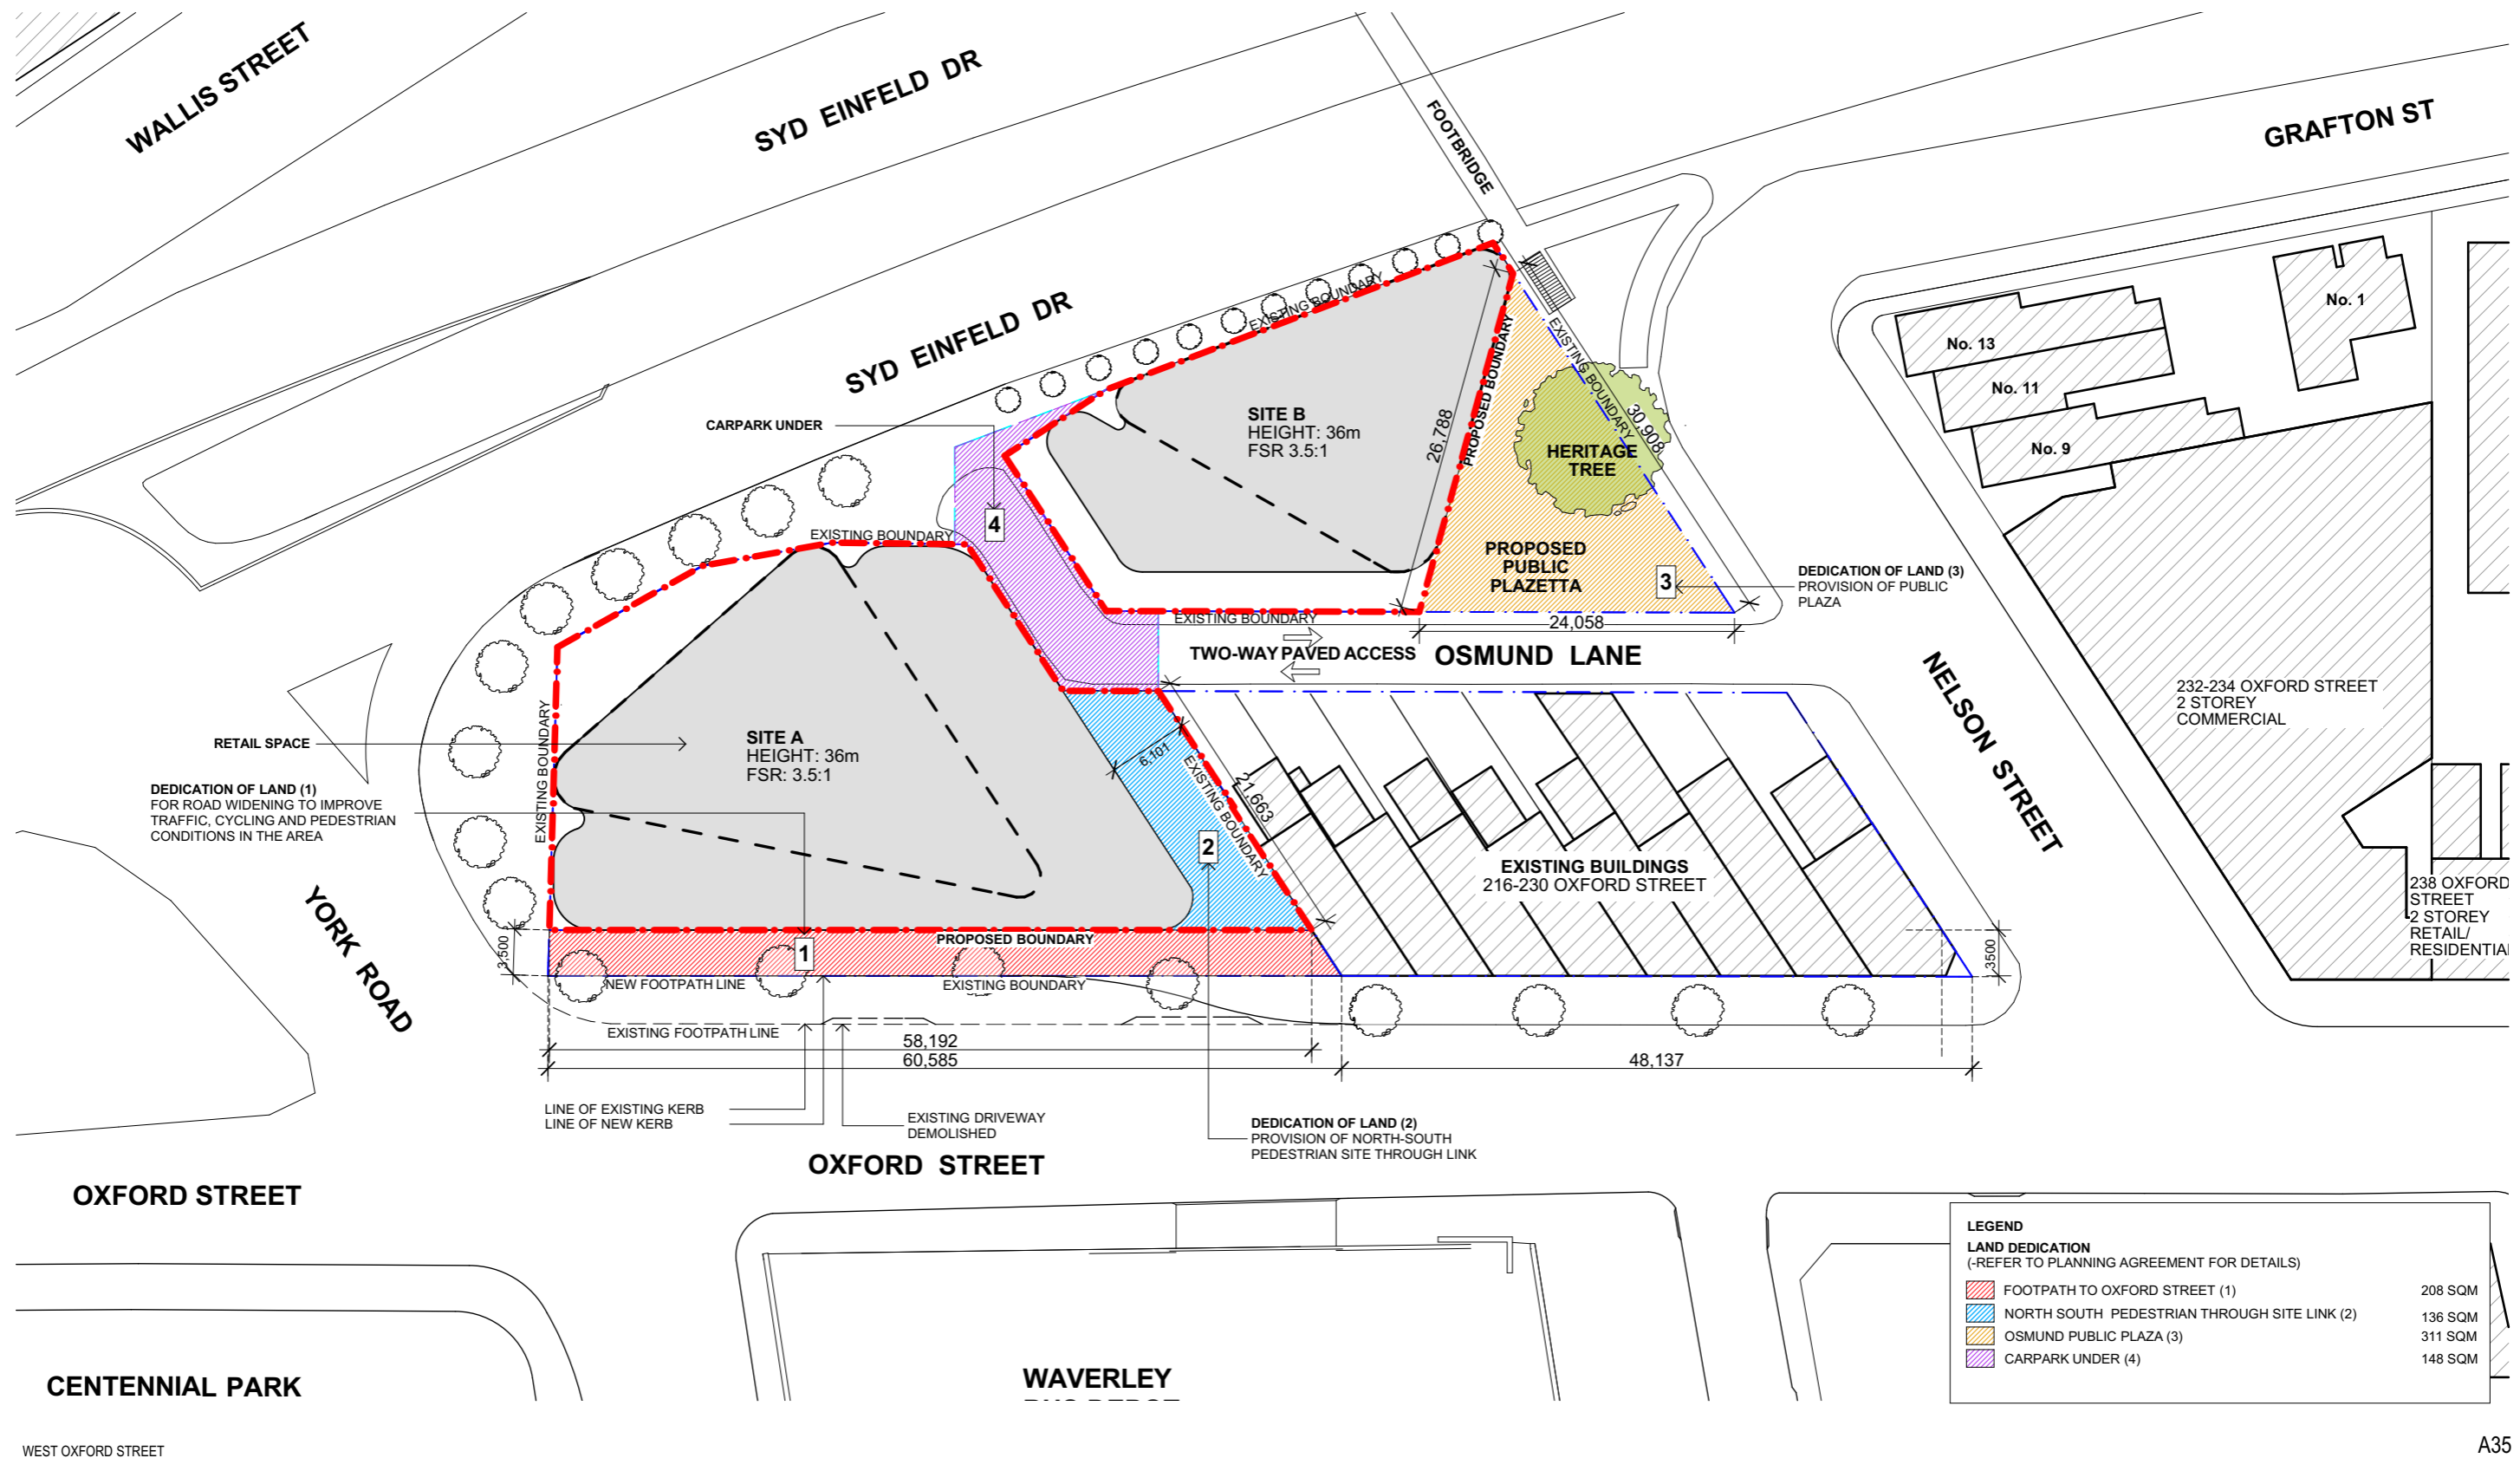 WALLIS STREET
SYD EINFELD DR
FOOTBRIDGE
GRAFTON ST
SYD EINFELD DR
EXISTING BOUNDARY
No. 1
No. 13
No. 11
No. 9
CARPARK UNDER
SITE B
HEIGHT: 36m
FSR 3.5:1
26,788
PROPOSED BOUNDARY
EXISTING BOUNDARY
30,908
HERITAGE
TREE
4
EXISTING BOUNDARY
PROPOSED
PUBLIC
PLAZETTA
3
DEDICATION OF LAND (3)
PROVISION OF PUBLIC
PLAZA
EXISTING BOUNDARY
24,058
TWO-WAY PAVED ACCESS
OSMUND LANE
NELSON STREET
232-234 OXFORD STREET
2 STOREY
COMMERCIAL
RETAIL SPACE
EXISTING BOUNDARY
SITE A
HEIGHT: 36m
FSR: 3.5:1
6,101
EXISTING BOUNDARY
21,663
DEDICATION OF LAND (1)
FOR ROAD WIDENING TO IMPROVE
TRAFFIC, CYCLING AND PEDESTRIAN
CONDITIONS IN THE AREA
2
EXISTING BUILDINGS
216-230 OXFORD STREET
238 OXFORD
STREET
2 STOREY
RETAIL/
RESIDENTIAL
YORK ROAD
3,500
1
PROPOSED BOUNDARY
3500
NEW FOOTPATH LINE
EXISTING BOUNDARY
EXISTING FOOTPATH LINE
58,192
60,585
48,137
LINE OF EXISTING KERB
LINE OF NEW KERB
EXISTING DRIVEWAY
DEMOLISHED
DEDICATION OF LAND (2)
PROVISION OF NORTH-SOUTH
PEDESTRIAN SITE THROUGH LINK
OXFORD STREET
OXFORD STREET
LEGEND
LAND DEDICATION
(-REFER TO PLANNING AGREEMENT FOR DETAILS)
FOOTPATH TO OXFORD STREET (1) 208 SQM
NORTH SOUTH PEDESTRIAN THROUGH SITE LINK (2) 136 SQM
OSMUND PUBLIC PLAZA (3) 311 SQM
CARPARK UNDER (4) 148 SQM
CENTENNIAL PARK
WAVERLEY
WEST OXFORD STREET
A35